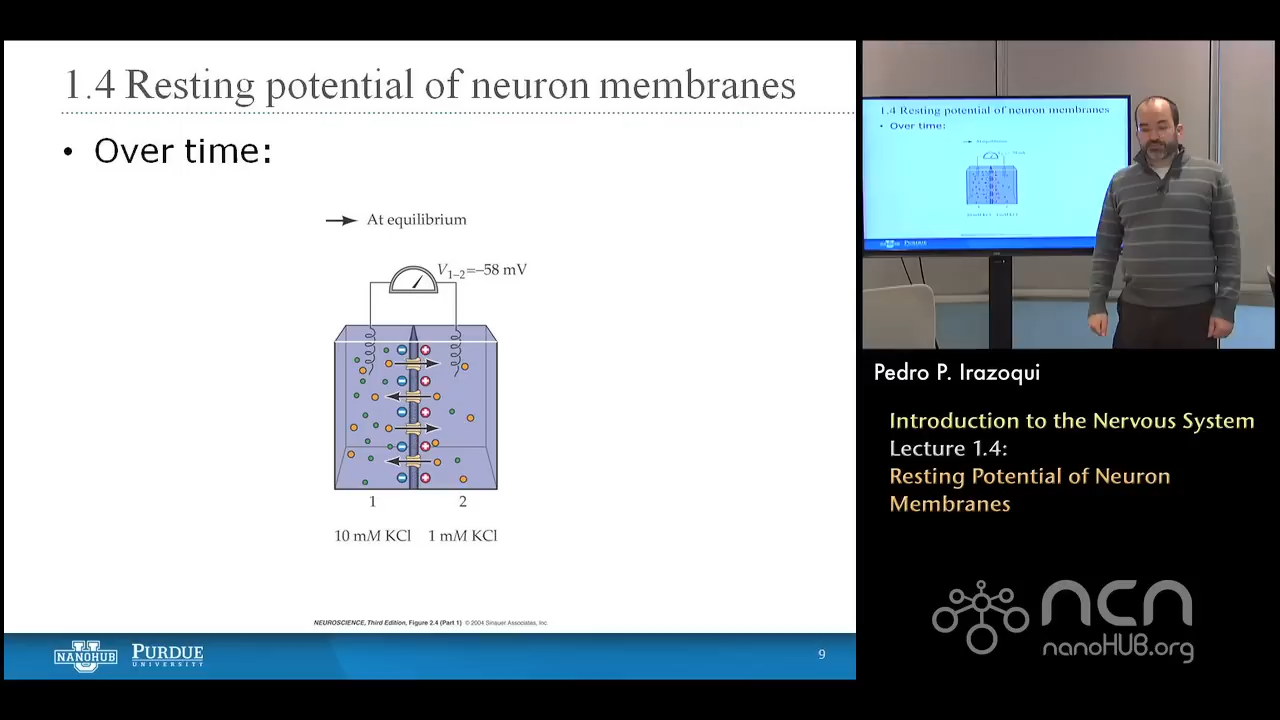 1.4 Resting potential of neuron membranes
• Over time:
At equilibrium
V1–2=–58 mV
1 2
10 mM KCl 1 mM KCl
NEUROSCIENCE, Third Edition, Figure 2.4 (Part 1) © 2004 Sinauer Associates, Inc.
NANOHUB
PURDUE
UNIVERSITY
9
1.4 Resting potential of neuron membranes
• Over time:
PURDUE
Pedro P. Irazoqui
Introduction to the Nervous System
Lecture 1.4:
Resting Potential of Neuron
Membranes
ncn
nanoHUB.org